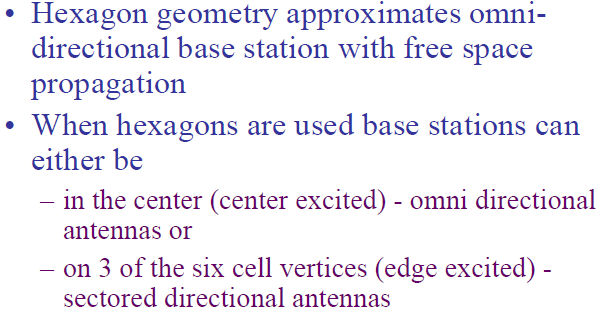 • Hexagon geometry approximates omni-
directional base station with free space
propagation
• When hexagons are used base stations can
either be
– in the center (center excited) - omni directional
antennas or
– on 3 of the six cell vertices (edge excited) -
sectored directional antennas